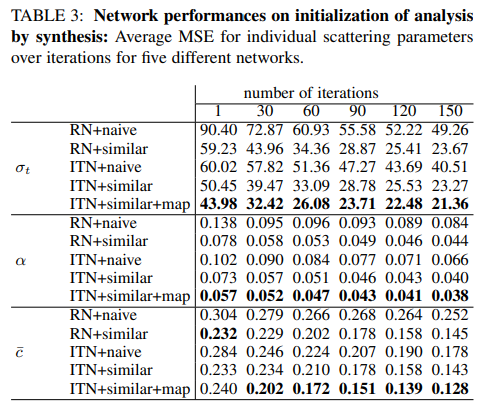 TABLE 3: Network performances on initialization of analysis
by synthesis: Average MSE for individual scattering parameters
over iterations for five different networks.
number of iterations
1 30 60 90 120 150
σt RN+naive 90.40 72.87 60.93 55.58 52.22 49.26
RN+similar 59.23 43.96 34.36 28.87 25.41 23.67
ITN+naive 60.02 57.82 51.36 47.27 43.69 40.51
ITN+similar 50.45 39.47 33.09 28.78 25.53 23.27
ITN+similar+map 43.98 32.42 26.08 23.71 22.48 21.36
α RN+naive 0.138 0.095 0.096 0.093 0.089 0.084
RN+similar 0.078 0.058 0.053 0.049 0.046 0.044
ITN+naive 0.102 0.090 0.084 0.077 0.071 0.066
ITN+similar 0.073 0.057 0.051 0.046 0.043 0.040
ITN+similar+map 0.057 0.052 0.047 0.043 0.041 0.038
c̄ RN+naive 0.304 0.279 0.266 0.268 0.264 0.252
RN+similar 0.232 0.229 0.202 0.178 0.158 0.145
ITN+naive 0.284 0.246 0.224 0.207 0.190 0.178
ITN+similar 0.233 0.234 0.210 0.178 0.158 0.143
ITN+similar+map 0.240 0.202 0.172 0.151 0.139 0.128